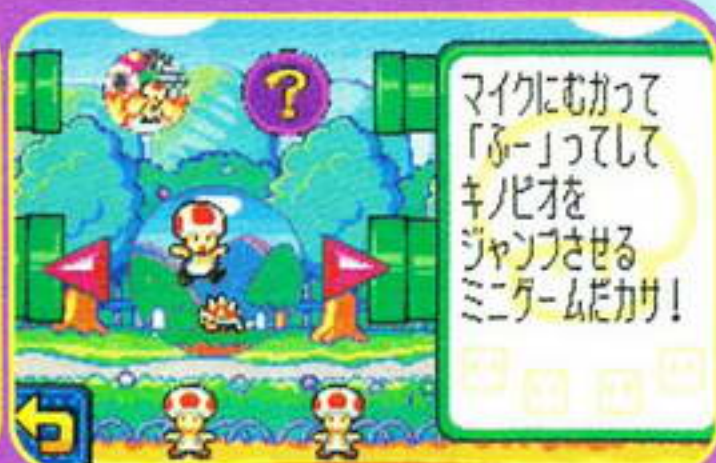 ?
マイクにむかって
「ふー」ってして
キノピオを
ジャンプさせる
ミニゲームだカサ！